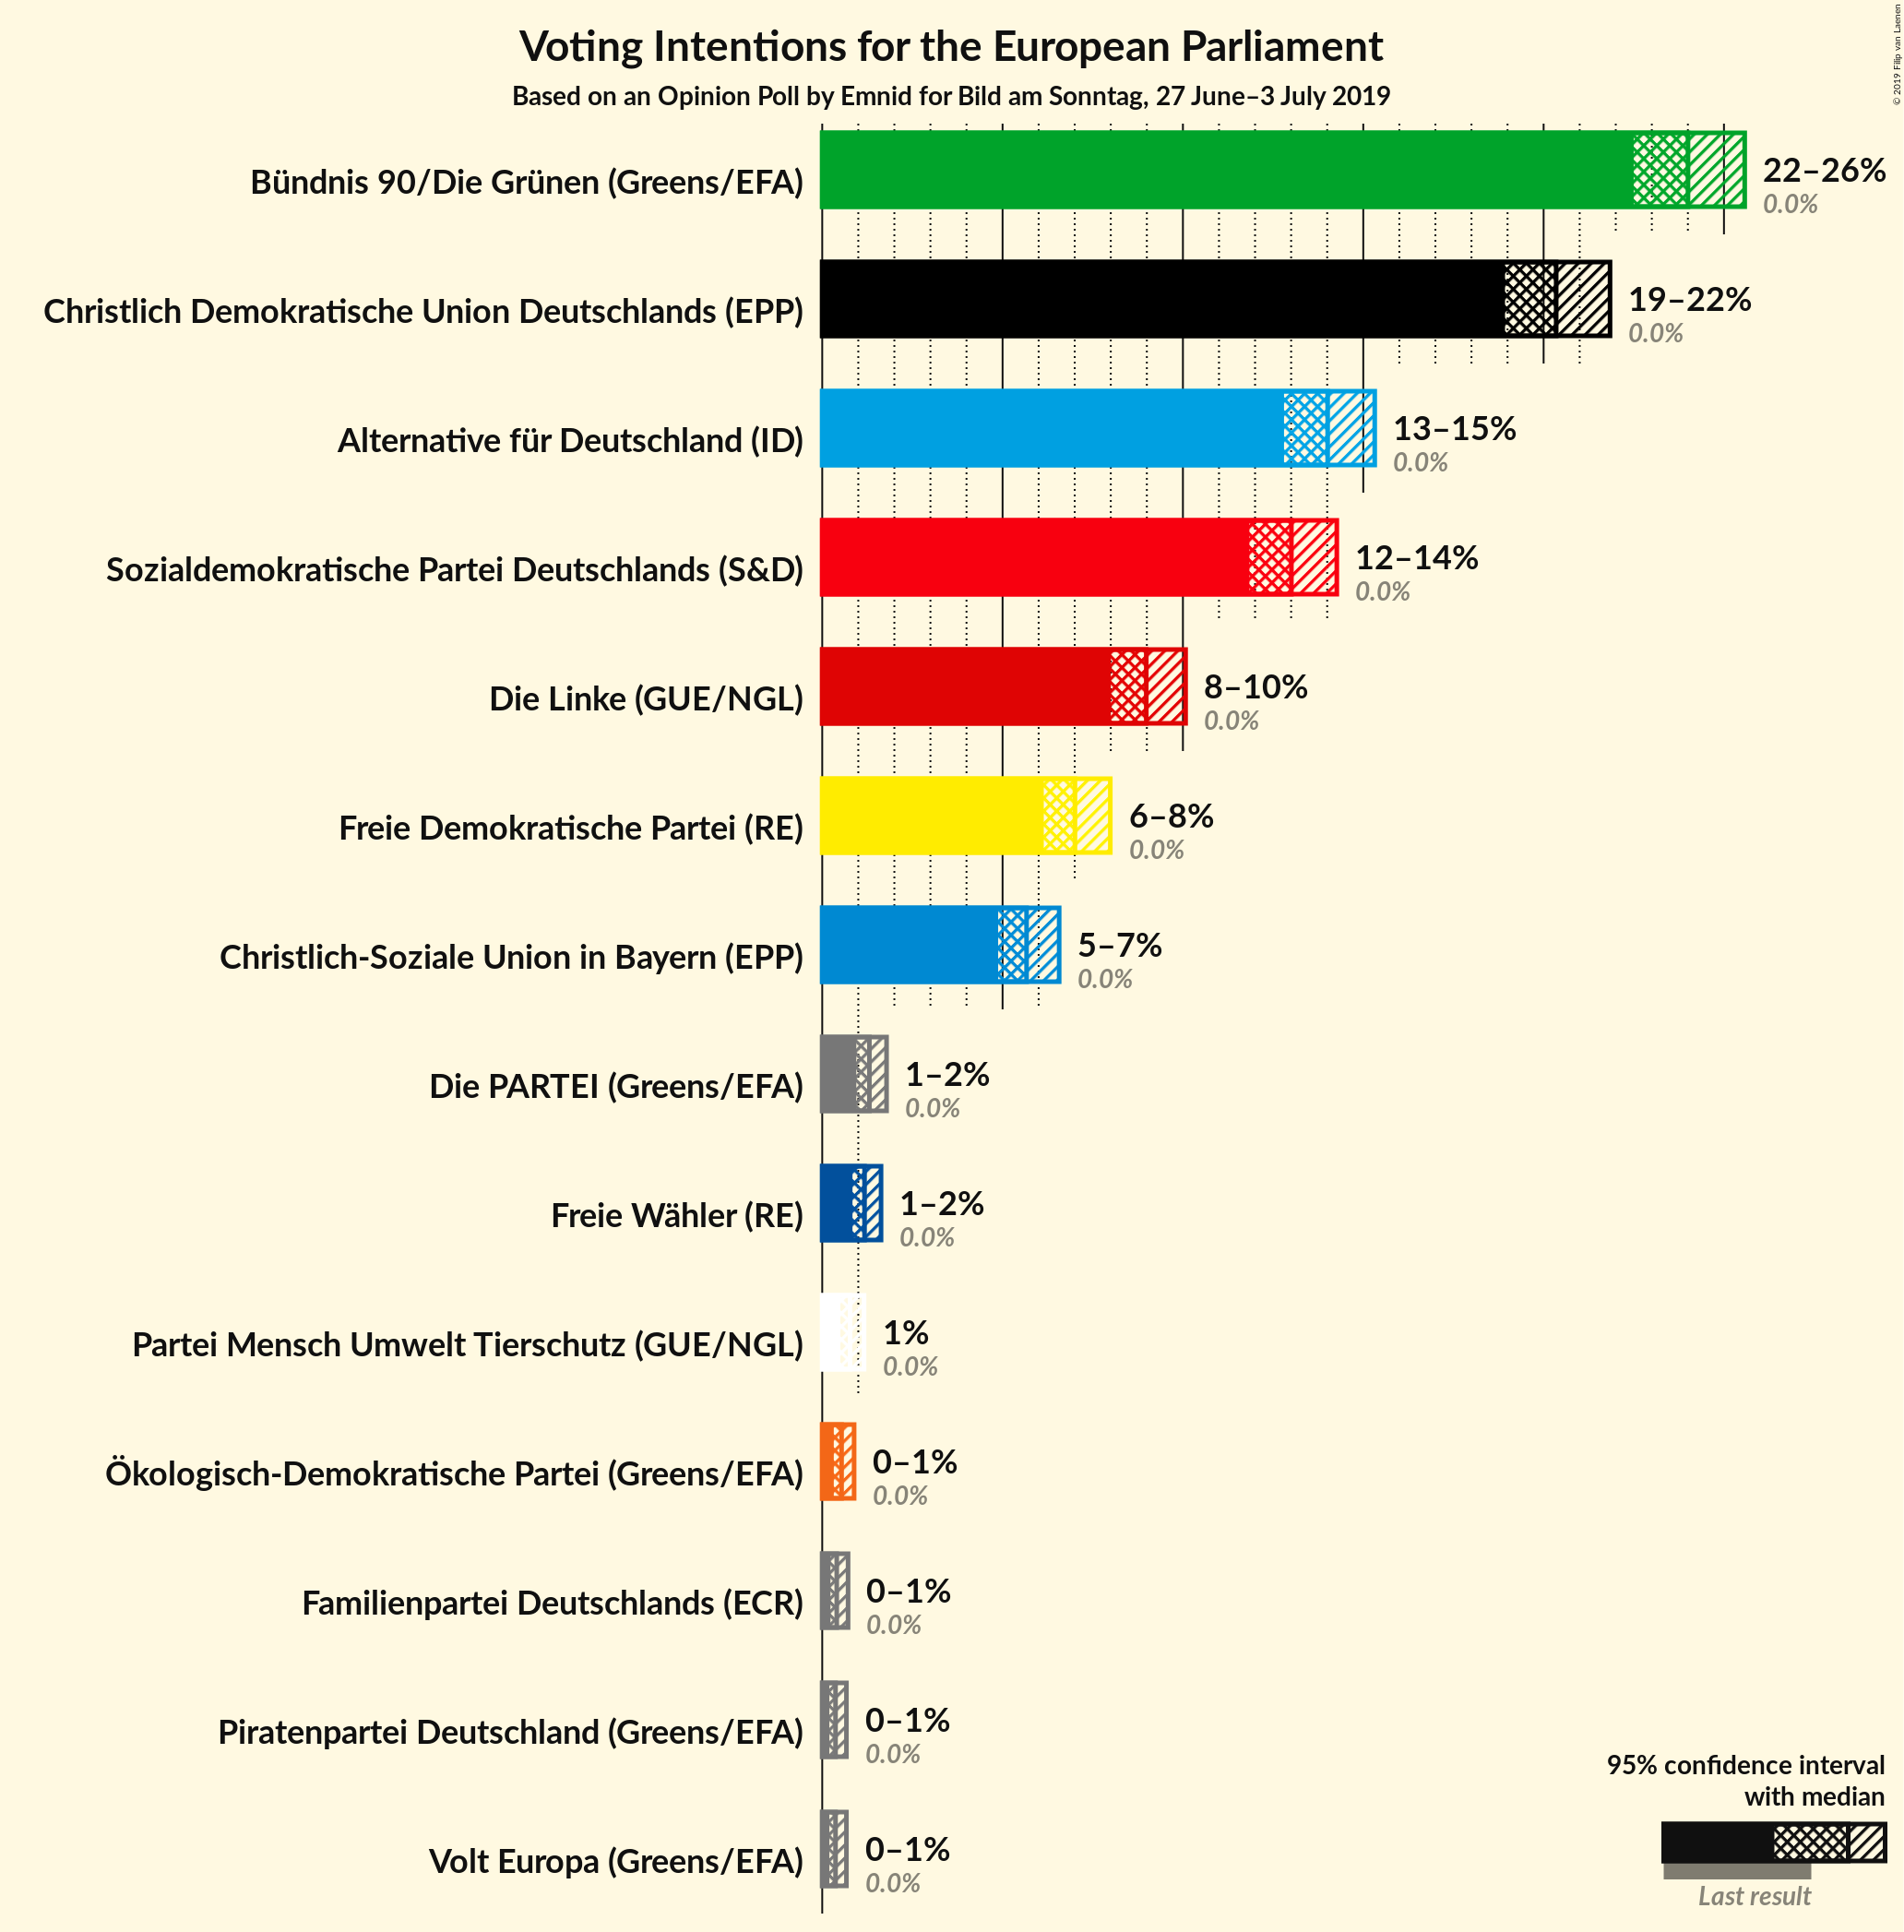 Voting Intentions for the European Parliament
Based on an Opinion Poll by Emnid for Bild am Sonntag, 27 June–3 July 2019
© 2019 Filip van Laenen
Bündnis 90/Die Grünen (Greens/EFA)
22–26%
0.0%
Christlich Demokratische Union Deutschlands (EPP)
19–22%
0.0%
Alternative für Deutschland (ID)
13–15%
0.0%
Sozialdemokratische Partei Deutschlands (S&D)
12–14%
0.0%
Die Linke (GUE/NGL)
8–10%
0.0%
Freie Demokratische Partei (RE)
6–8%
0.0%
Christlich-Soziale Union in Bayern (EPP)
5–7%
0.0%
Die PARTEI (Greens/EFA)
1–2%
0.0%
Freie Wähler (RE)
1–2%
0.0%
Partei Mensch Umwelt Tierschutz (GUE/NGL)
1%
0.0%
Ökologisch-Demokratische Partei (Greens/EFA)
0–1%
0.0%
Familienpartei Deutschlands (ECR)
0–1%
0.0%
Piratenpartei Deutschland (Greens/EFA)
0–1%
0.0%
Volt Europa (Greens/EFA)
0–1%
0.0%
95% confidence interval
with median
Last result